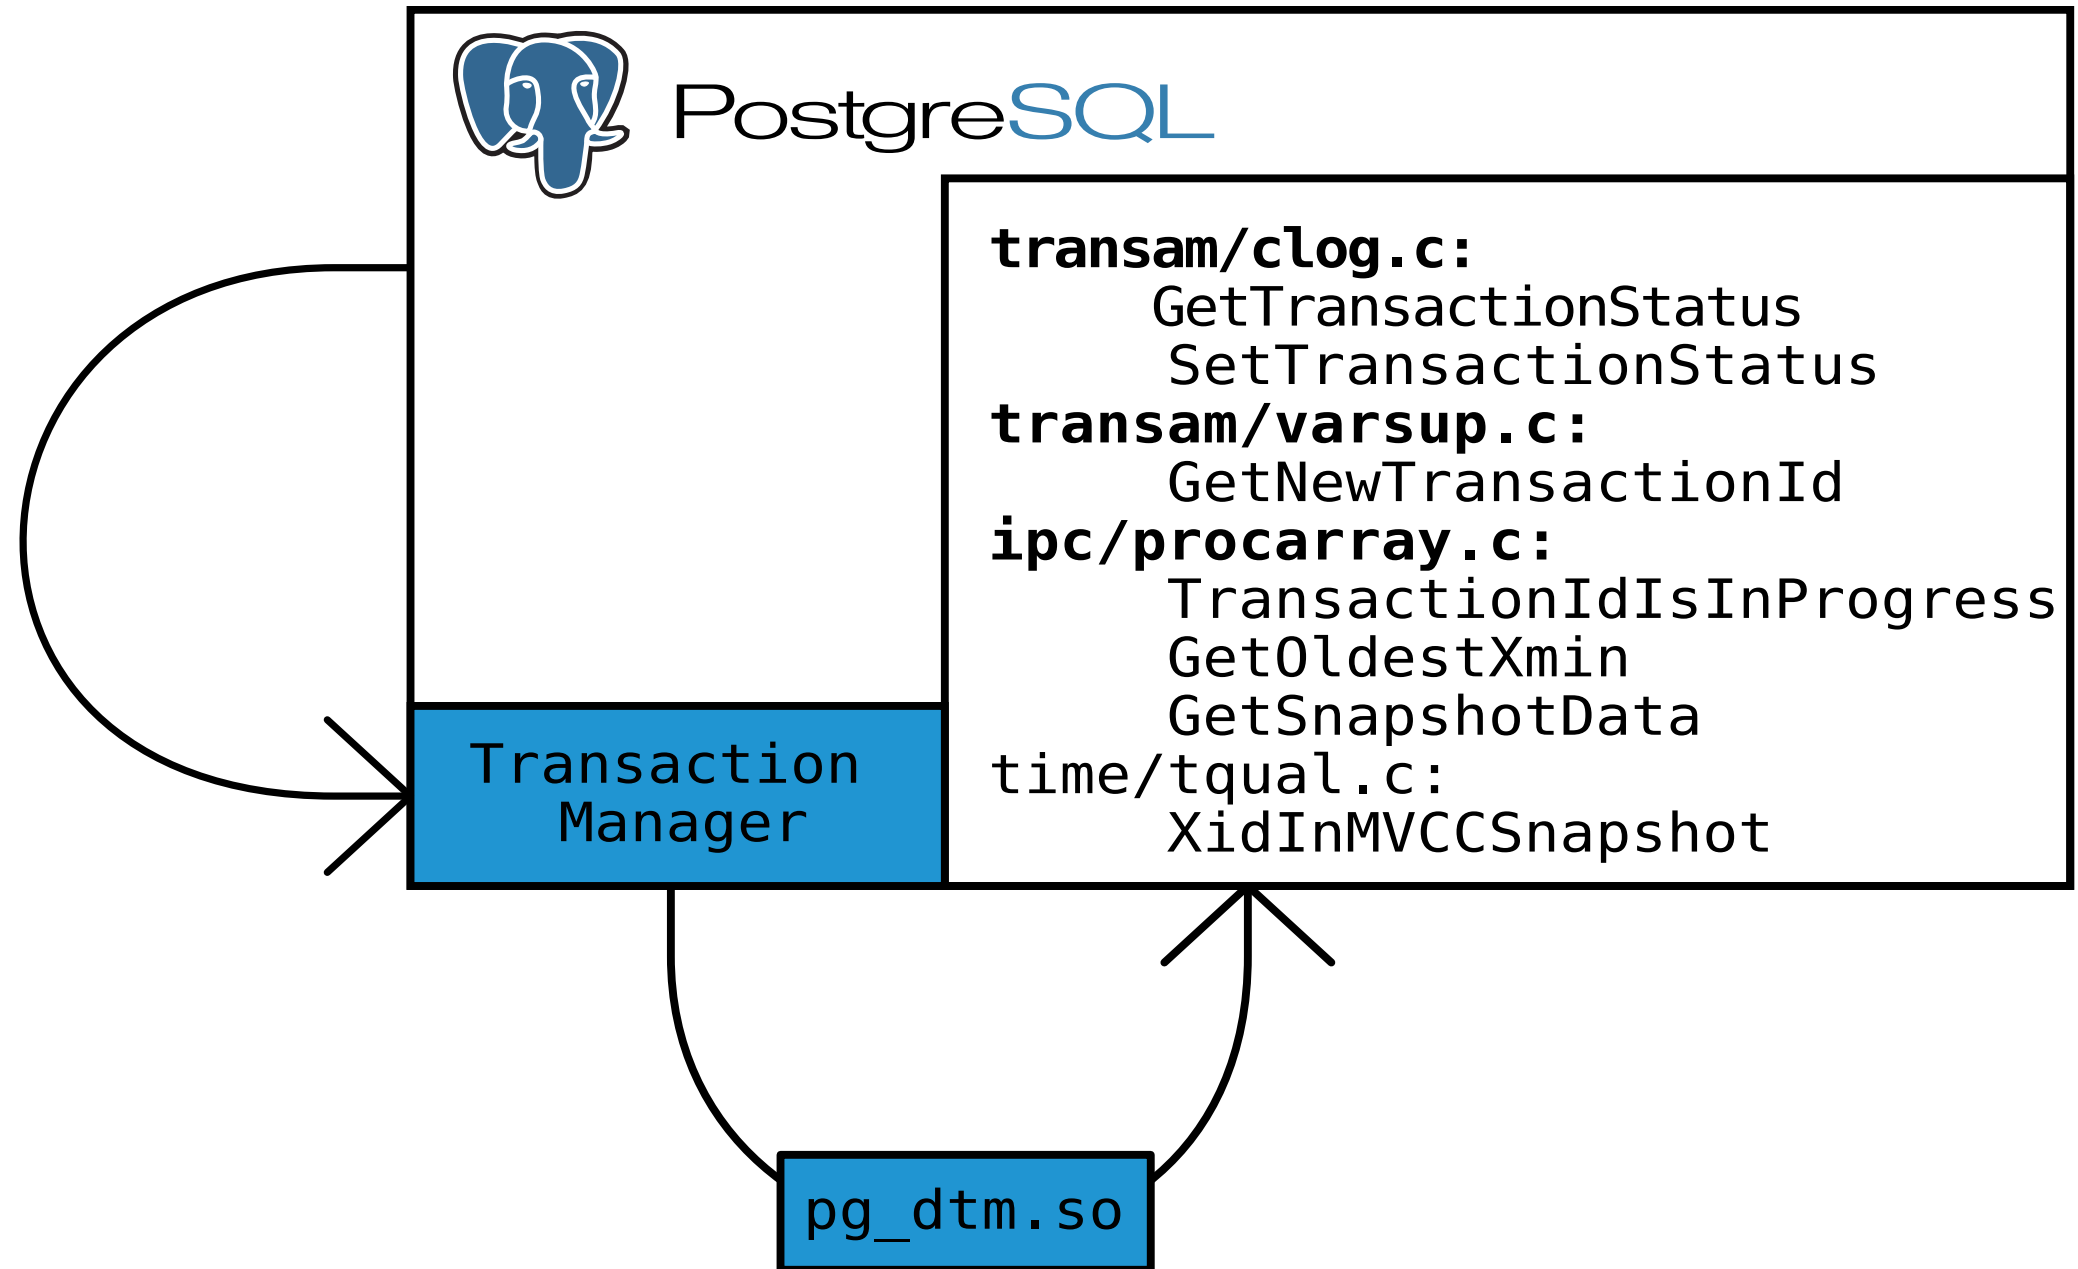 PostgreSQL
transam/clog.c:
GetTransactionStatus
SetTransactionStatus
transam/varsup.c:
GetNewTransactionId
ipc/procarray.c:
TransactionIdIsInProgress
GetOldestXmin
GetSnapshotData
time/tqual.c:
XidInMVCCSnapshot
Transaction
Manager
pg_dtm.so